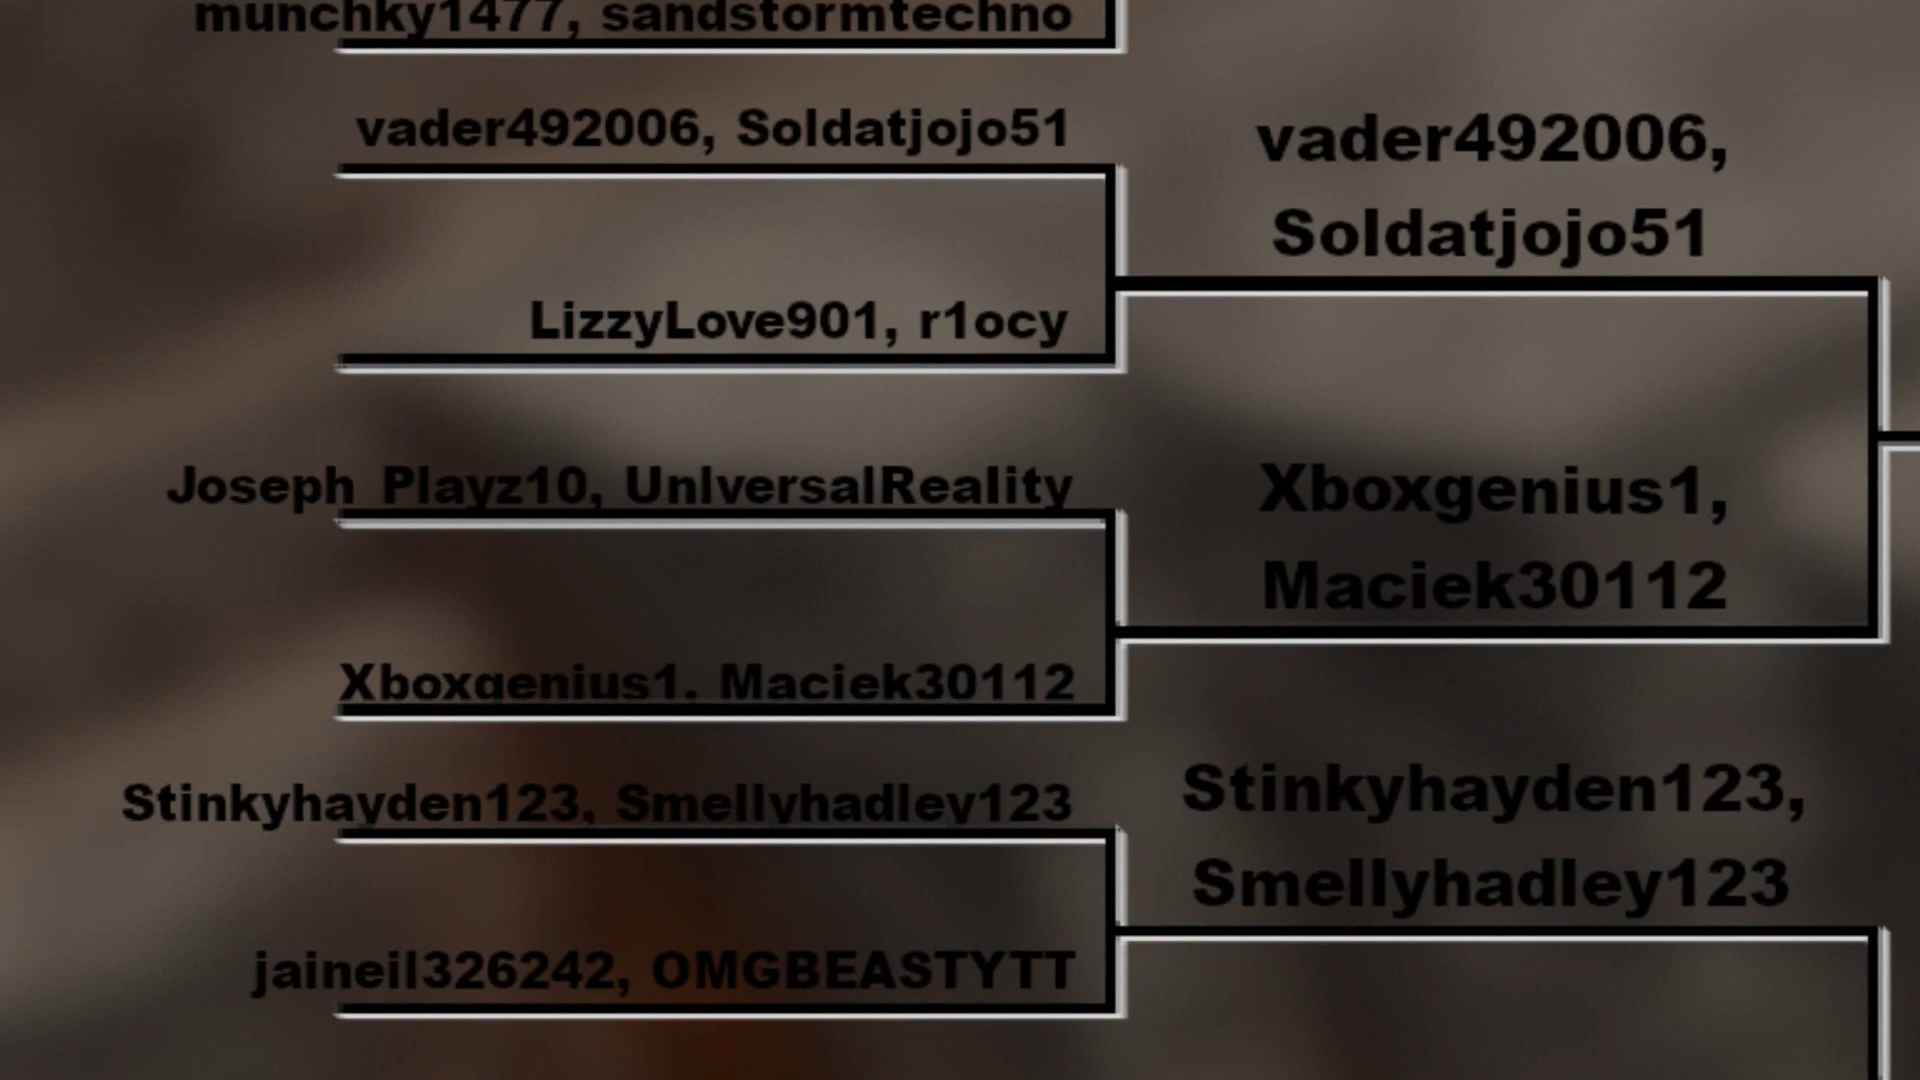 munchky1477, sandstormtechno
vader492006, Soldatjojo51
LizzyLove901, r1ocy
Joseph_Playz10, UnIversalReality
Xboxgenius1, Maciek30112
Stinkyhayden123, Smellyhadley123
jaineil326242, OMGBEASTYTT
vader492006,
Soldatjojo51
Xboxgenius1,
Maciek30112
Stinkyhayden123,
Smellyhadley123